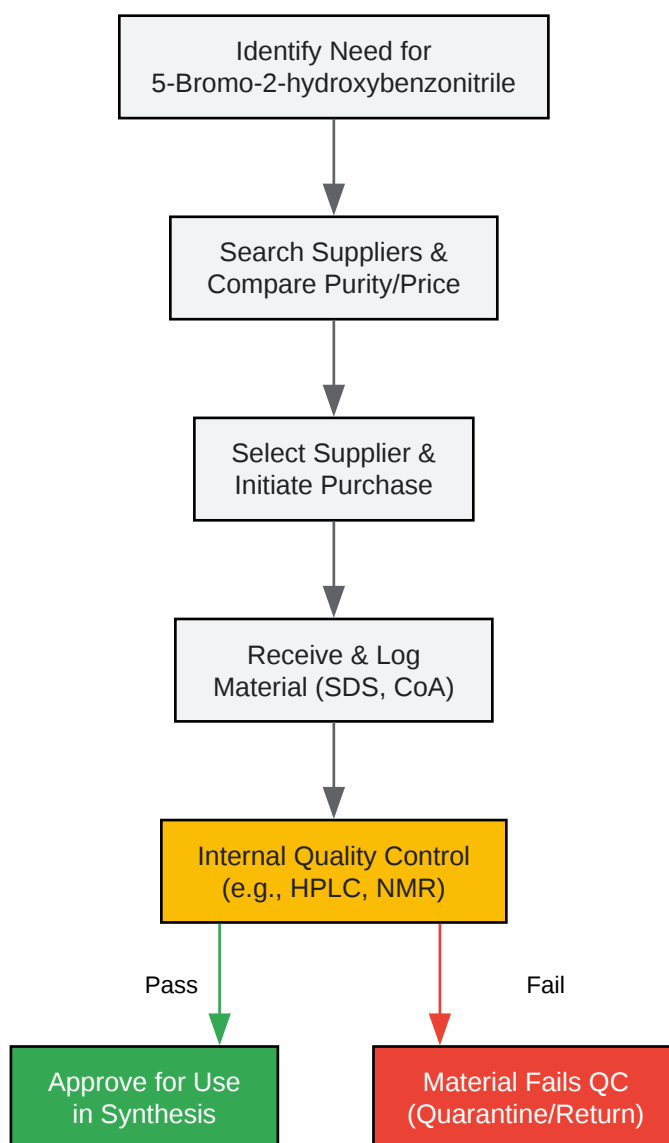 Identify Need for
5-Bromo-2-hydroxybenzonitrile
Search Suppliers &
Compare Purity/Price
Select Supplier &
Initiate Purchase
Receive & Log
Material (SDS, CoA)
Internal Quality Control
(e.g., HPLC, NMR)
Pass
Fail
Approve for Use
in Synthesis
Material Fails QC
(Quarantine/Return)